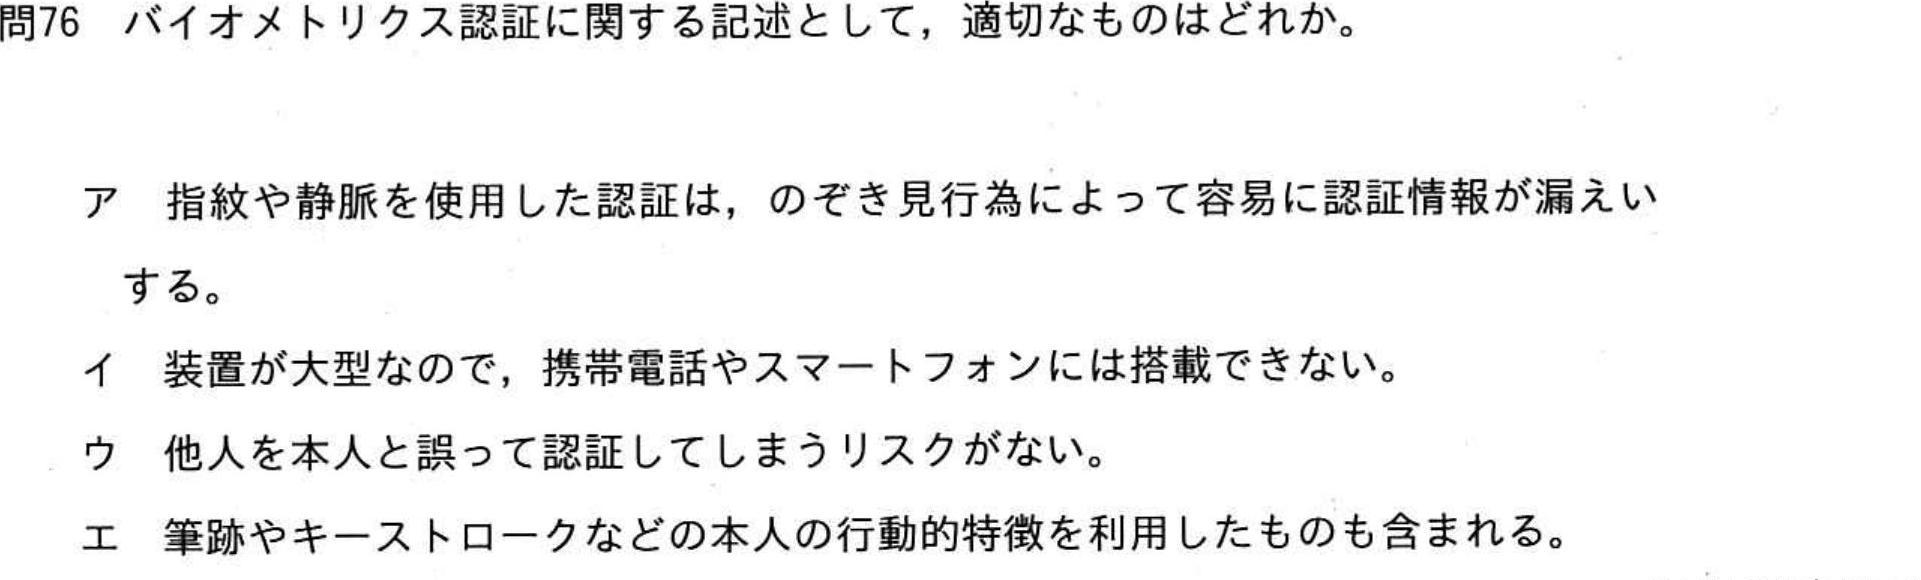 問76 バイオメトリクス認証に関する記述として，適切なものはどれか。
ア 指紋や静脈を使用した認証は，のぞき見行為によって容易に認証情報が漏えい
する。
イ 装置が大型なので，携帯電話やスマートフォンには搭載できない。
ウ 他人を本人と誤って認証してしまうリスクがない。
エ 筆跡やキーストロークなどの本人の行動的特徴を利用したものも含まれる。